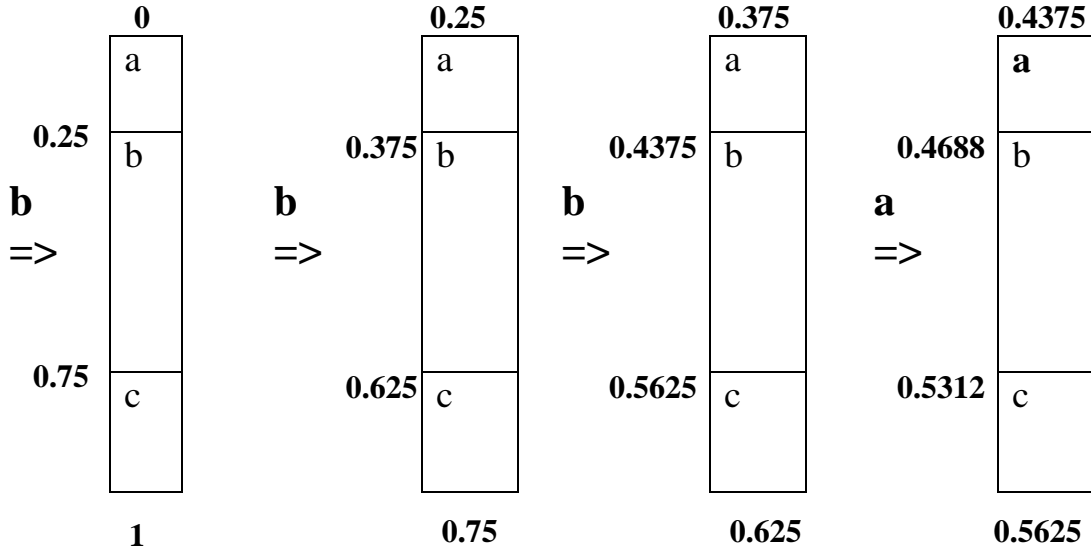 0 0.25 0.375 0.4375
a a a a
0.25 0.375 0.4375 0.4688
b b b b
b b b a
=> => => =>
0.75 0.625 0.5625 0.5312
c c c c
1 0.75 0.625 0.5625